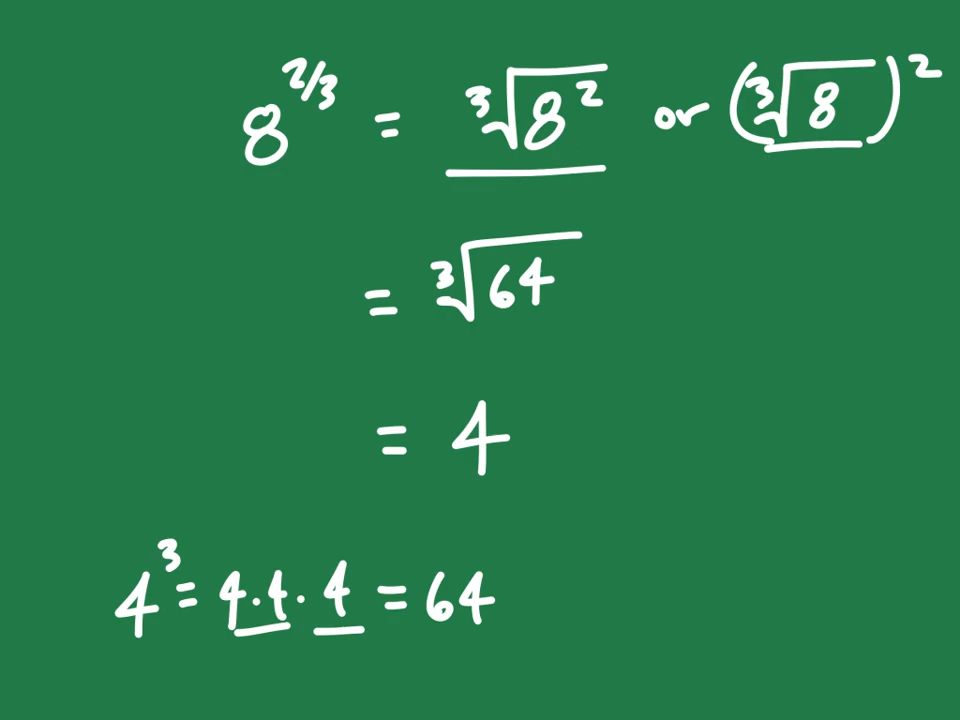 8^{2/3} = ∛8² or (∛8)²
= ∛64
= 4
4³ = 4·4·4 = 64